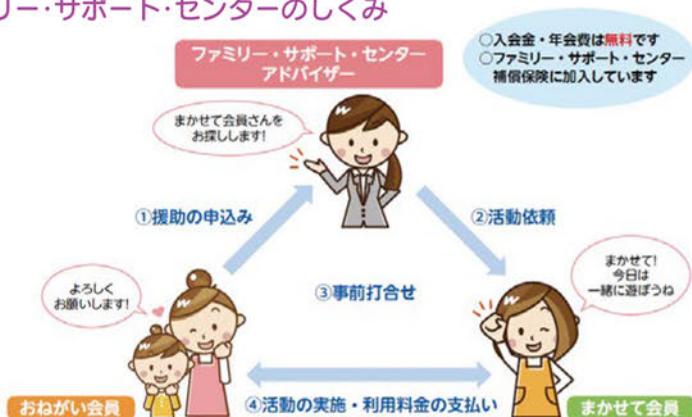 リー・サポート・センターのしくみ
ファミリー・サポート・センター
アドバイザー
○入会金・年会費は無料です
○ファミリー・サポート・センター
補償保険に加入しています
まかせて会員さんを
お探しします!
①援助の申込み
②活動依頼
③事前打合せ
よろしく
お願いします!
まかせて!
今日は
一緒に遊ぼうね
おねがい会員
④活動の実施・利用料金の支払い
まかせて会員